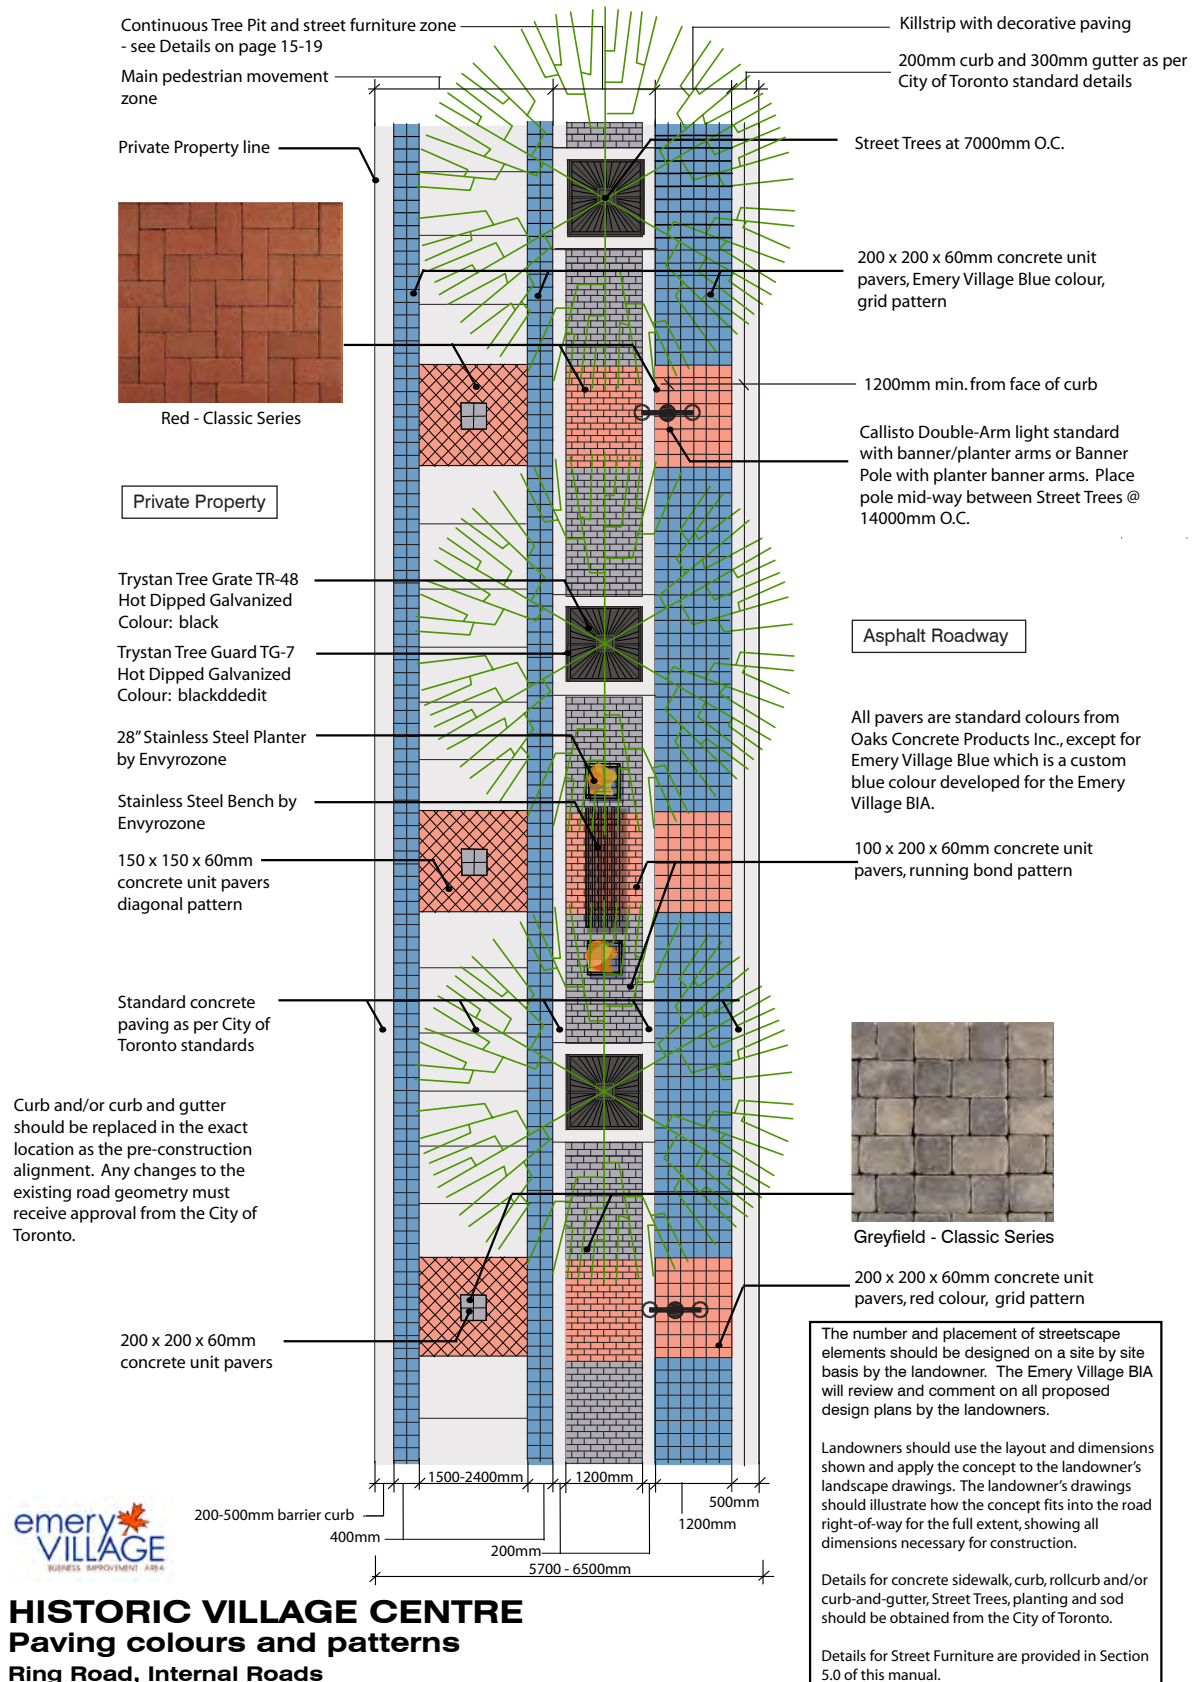 Continuous Tree Pit and street furniture zone
- see Details on page 15-19
Main pedestrian movement
zone
Private Property line
Killstrip with decorative paving
200mm curb and 300mm gutter as per
City of Toronto standard details
Street Trees at 7000mm O.C.
200 x 200 x 60mm concrete unit
pavers, Emery Village Blue colour,
grid pattern
Red - Classic Series
1200mm min. from face of curb
Callisto Double-Arm light standard
with banner/planter arms or Banner
Pole with planter banner arms. Place
pole mid-way between Street Trees @
14000mm O.C.
Private Property
Trystan Tree Grate TR-48
Hot Dipped Galvanized
Colour: black
Trystan Tree Guard TG-7
Hot Dipped Galvanized
Colour: blackddedit
28" Stainless Steel Planter
by Envyrozone
Stainless Steel Bench by
Envyrozone
150 x 150 x 60mm
concrete unit pavers
diagonal pattern
Asphalt Roadway
All pavers are standard colours from
Oaks Concrete Products Inc., except for
Emery Village Blue which is a custom
blue colour developed for the Emery
Village BIA.
100 x 200 x 60mm concrete unit
pavers, running bond pattern
Standard concrete
paving as per City of
Toronto standards
Curb and/or curb and gutter
should be replaced in the exact
location as the pre-construction
alignment. Any changes to the
existing road geometry must
receive approval from the City of
Toronto.
Greyfield - Classic Series
200 x 200 x 60mm concrete unit
pavers, red colour, grid pattern
200 x 200 x 60mm
concrete unit pavers
The number and placement of streetscape
elements should be designed on a site by site
basis by the landowner. The Emery Village BIA
will review and comment on all proposed
design plans by the landowners.
Landowners should use the layout and dimensions
shown and apply the concept to the landowner's
landscape drawings. The landowner's drawings
should illustrate how the concept fits into the road
right-of-way for the full extent, showing all
dimensions necessary for construction.
Details for concrete sidewalk, curb, rollcurb and/or
curb-and-gutter, Street Trees, planting and sod
should be obtained from the City of Toronto.
Details for Street Furniture are provided in Section
5.0 of this manual.
1500-2400mm
1200mm
500mm
200-500mm barrier curb
1200mm
400mm
200mm
5700 - 6500mm
emery
VILLAGE
BUSINESS IMPROVEMENT AREA
HISTORIC VILLAGE CENTRE
Paving colours and patterns
Ring Road, Internal Roads